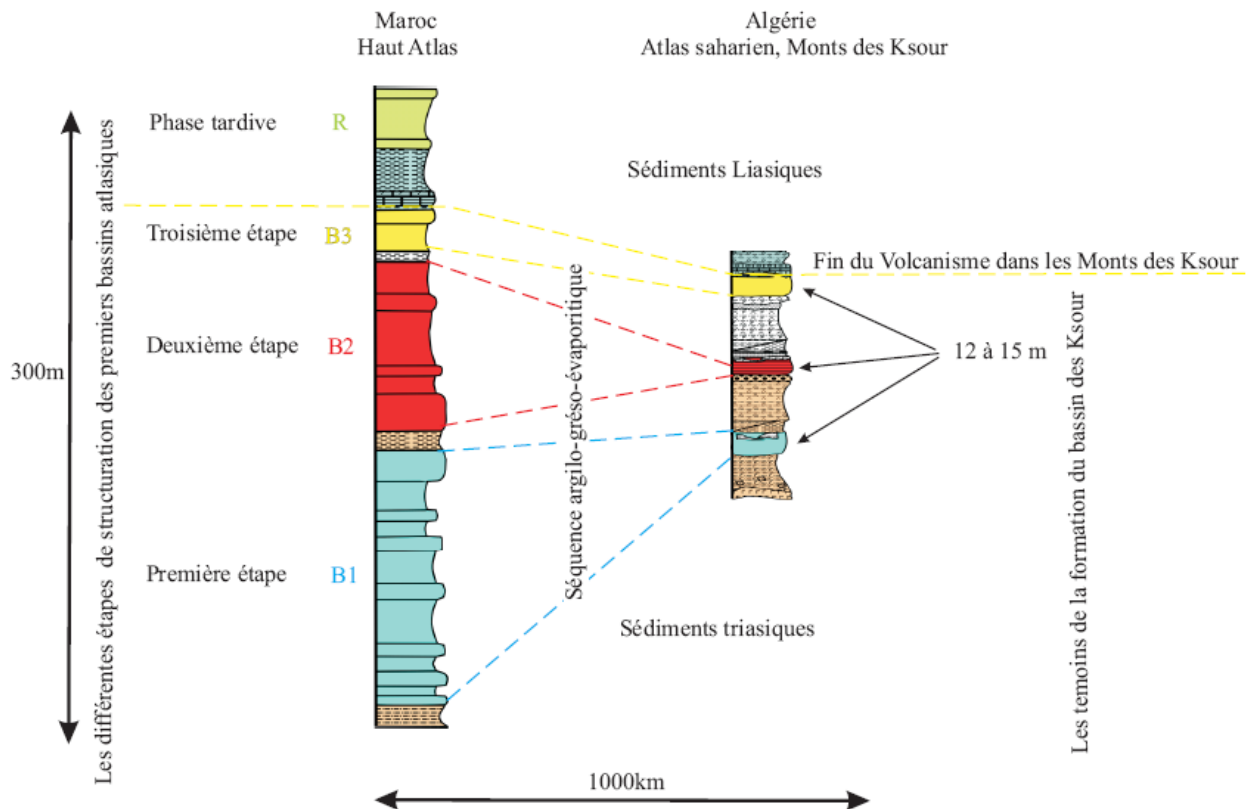 Maroc
Haut Atlas
Algérie
Atlas saharien, Monts des Ksour
Les différentes étapes de structuration des premiers bassins atlasiques
300m
Phase tardive R
Troisième étape B3
Deuxième étape B2
Première étape B1
Séquence argilo-gréso-évaporitique
Sédiments Liasiques
Fin du Volcanisme dans les Monts des Ksour
12 à 15 m
Sédiments triasiques
Les temoins de la formation du bassin des Ksour
1000km